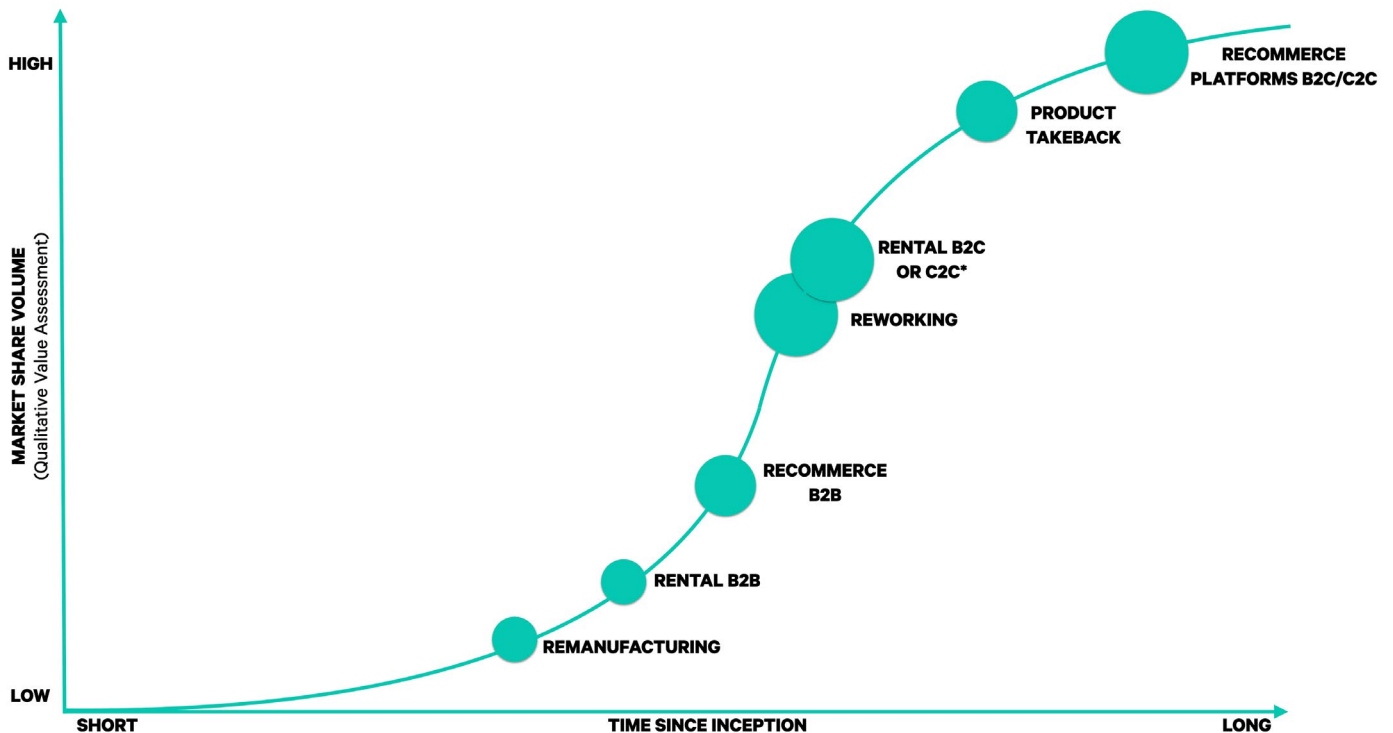 HIGH
RECOMMERCE
PLATFORMS B2C/C2C
PRODUCT
TAKEBACK
RENTAL B2C
OR C2C*
REWORKING
MARKET SHARE VOLUME
(Qualitative Value Assessment)
RECOMMERCE
B2B
RENTAL B2B
REMANUFACTURING
LOW
SHORT
TIME SINCE INCEPTION
LONG